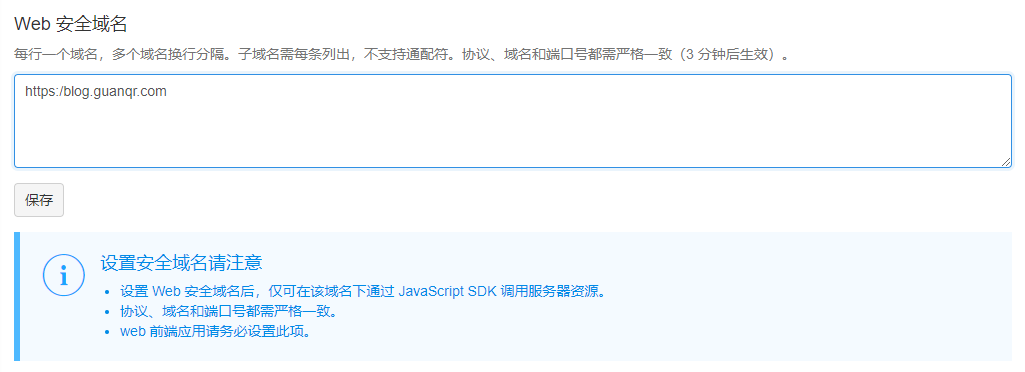 Web 安全域名
每行一个域名，多个域名换行分隔。子域名需每条列出，不支持通配符。协议、域名和端口号都需严格一致（3 分钟后生效）。
https:/blog.guanqr.com
保存
设置安全域名请注意
• 设置 Web 安全域名后，仅可在该域名下通过 JavaScript SDK 调用服务器资源。
• 协议、域名和端口号都需严格一致。
• web 前端应用请务必设置此项。